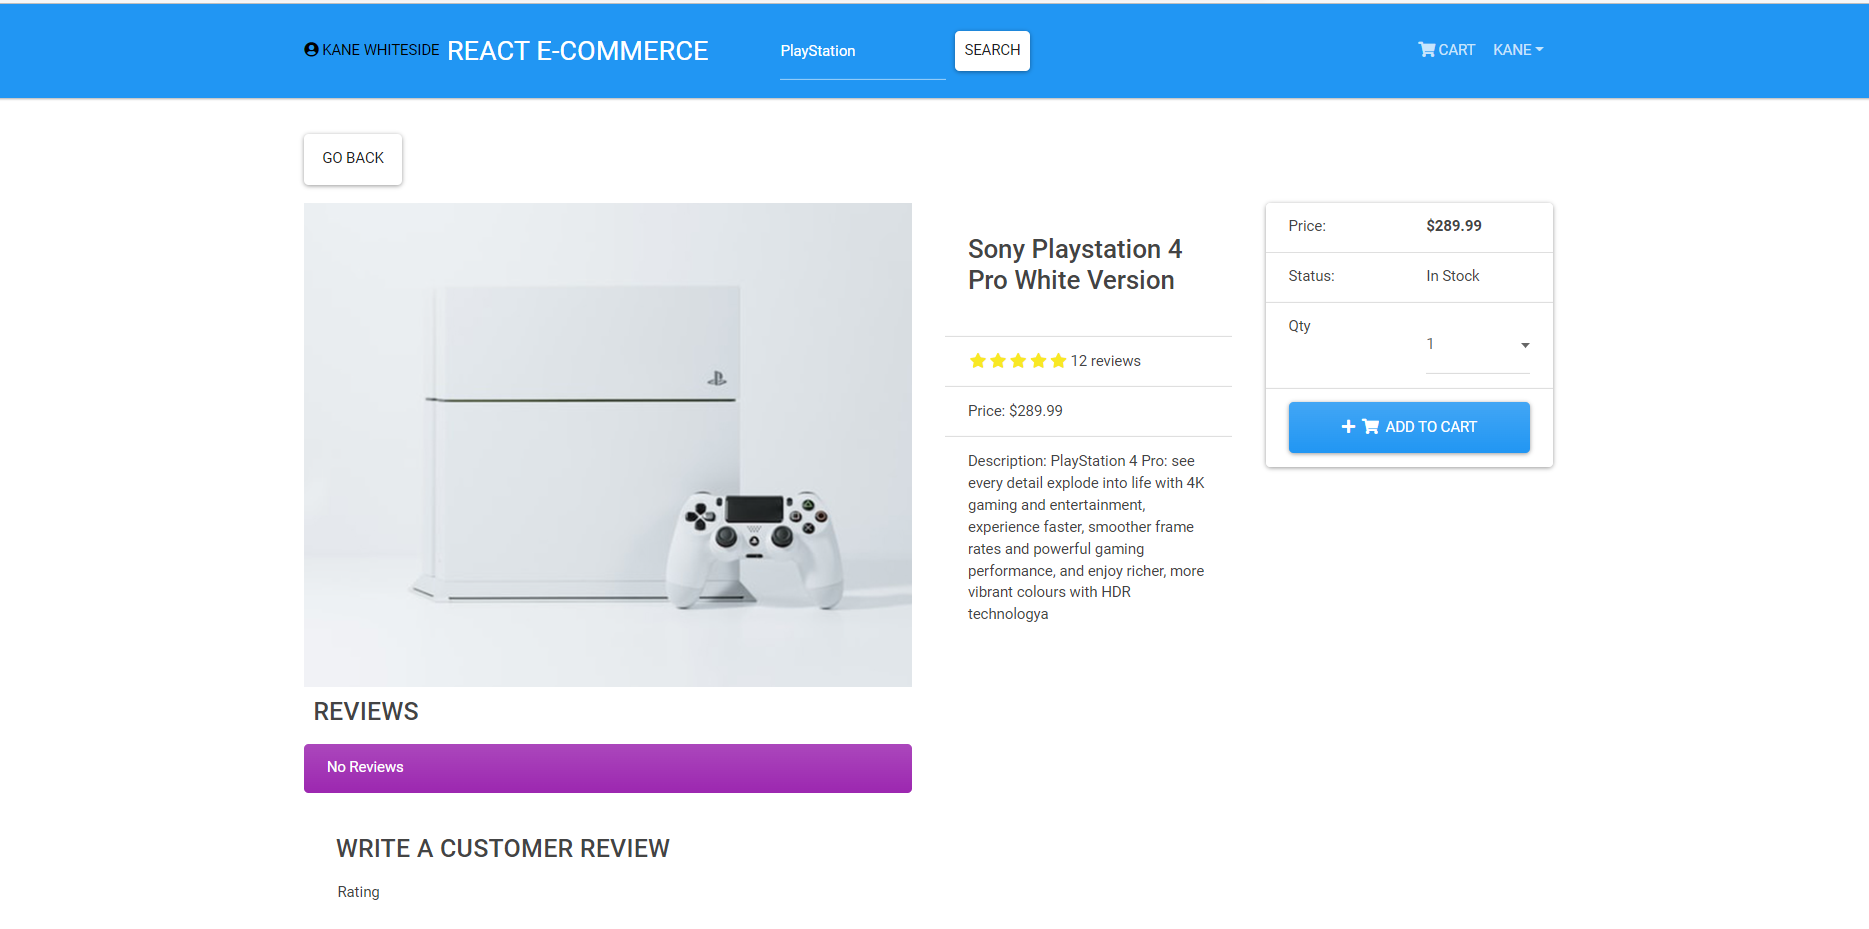 KANE WHITESIDE
REACT E-COMMERCE
PlayStation
SEARCH
CART
KANE
GO BACK
Sony Playstation 4
Pro White Version
12 reviews
Price: $289.99
Description: PlayStation 4 Pro: see
every detail explode into life with 4K
gaming and entertainment,
experience faster, smoother frame
rates and powerful gaming
performance, and enjoy richer, more
vibrant colours with HDR
technologya
Price: $289.99
Status: In Stock
Qty 1
ADD TO CART
REVIEWS
No Reviews
WRITE A CUSTOMER REVIEW
Rating